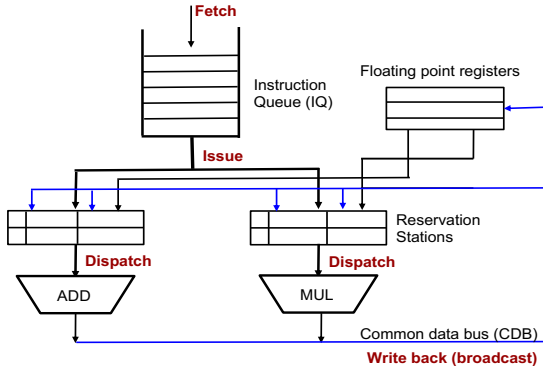 Fetch
Floating point registers
Instruction
Queue (IQ)
Issue
Reservation
Stations
Dispatch
Dispatch
ADD
MUL
Common data bus (CDB)
Write back (broadcast)